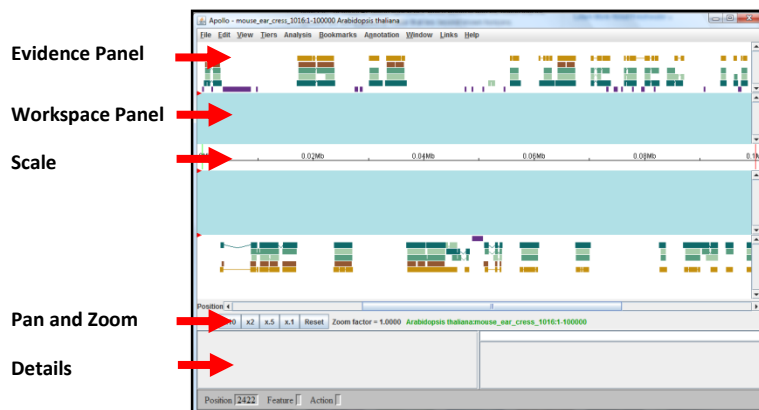 Apollo - mouse_ear_cress_1016:1-100000 Arabidopsis thaliana
File Edit View Tiers Analysis Bookmarks Annotation Window Links Help
Evidence Panel
Workspace Panel
Scale
0.02Mb 0.04Mb 0.06Mb 0.08Mb 0.1M
Position
Pan and Zoom
x2 x.5 x.1 Reset Zoom factor = 1.0000 Arabidopsis thaliana:mouse_ear_cress_1016:1-100000
Details
Position 2422 Feature Action